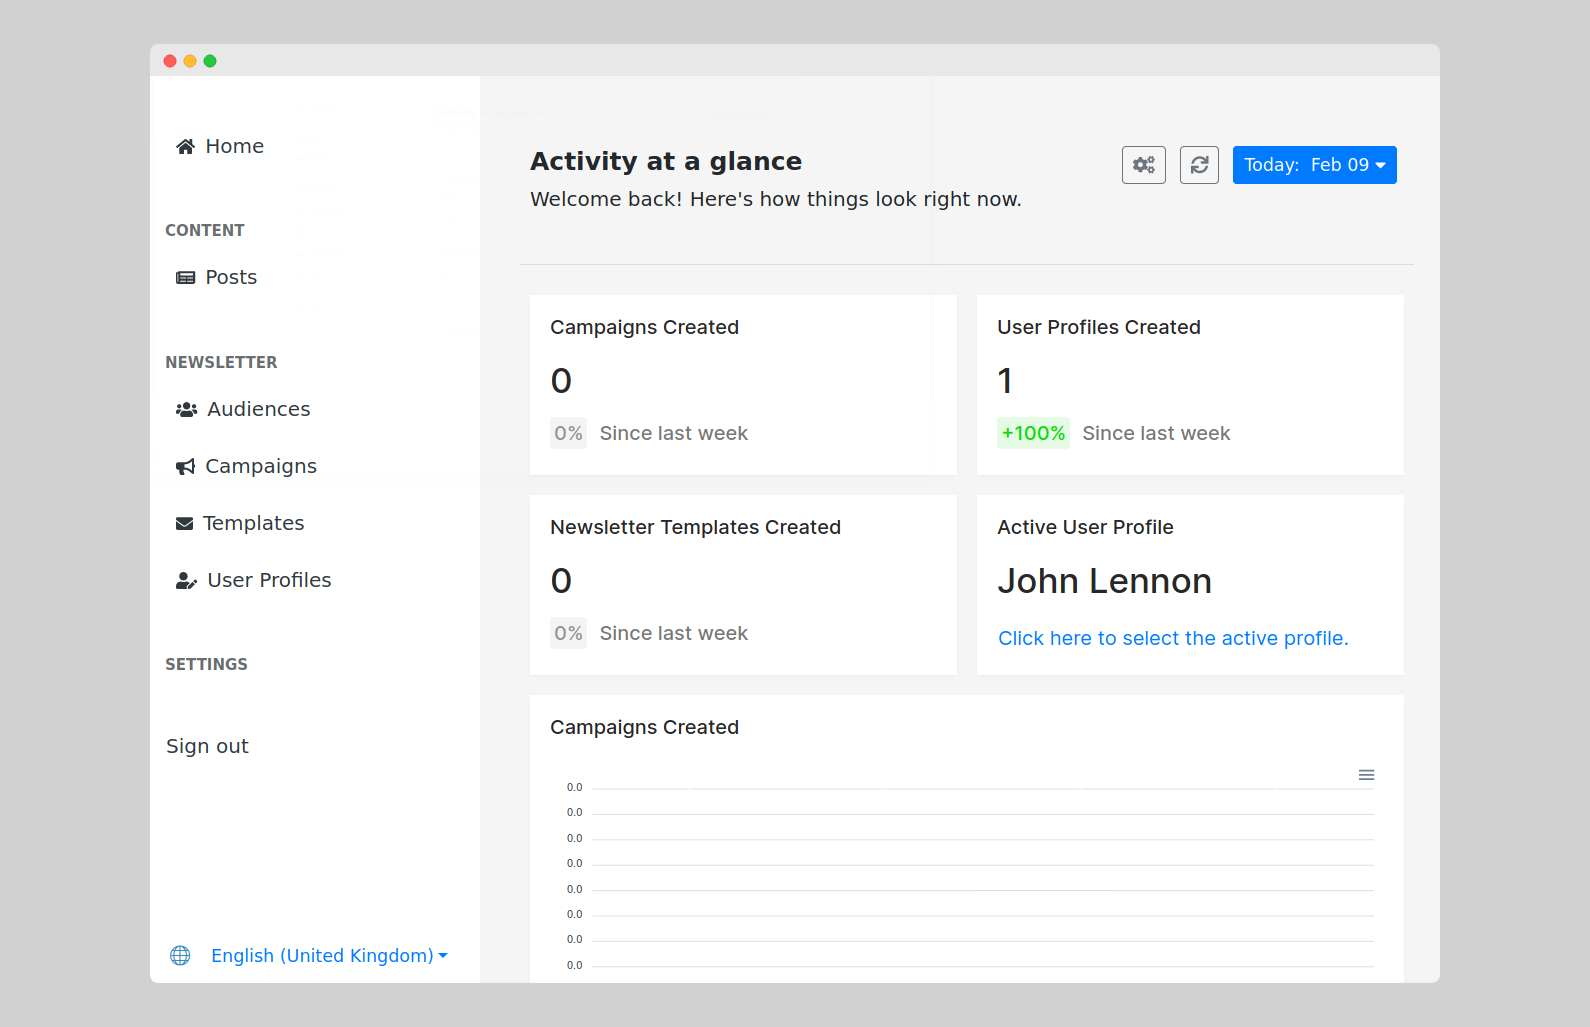 Home
CONTENT
Posts
NEWSLETTER
Audiences
Campaigns
Templates
User Profiles
SETTINGS
Sign out
English (United Kingdom)
Activity at a glance
Welcome back! Here's how things look right now.
Today: Feb 09
Campaigns Created
0
0% Since last week
User Profiles Created
1
+100% Since last week
Newsletter Templates Created
0
0% Since last week
Active User Profile
John Lennon
Click here to select the active profile.
Campaigns Created
0.0
0.0
0.0
0.0
0.0
0.0
0.0
0.0